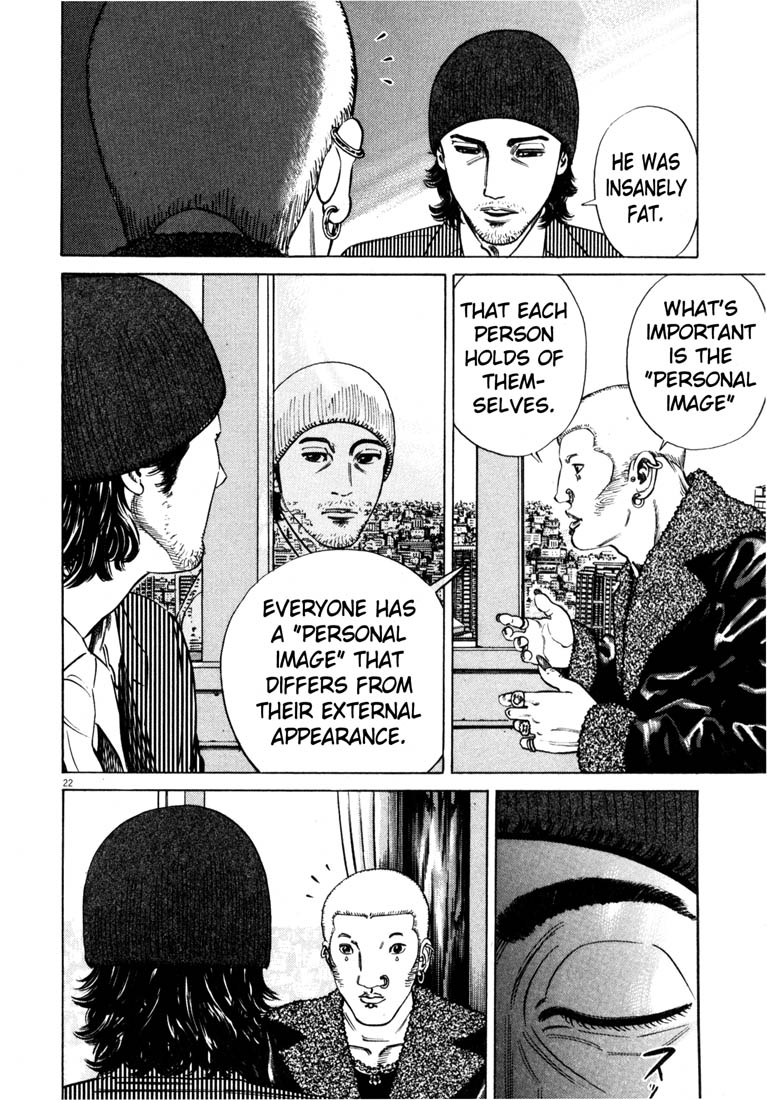 HE WAS
INSANELY
FAT.
WHAT'S
IMPORTANT
IS THE
"PERSONAL
IMAGE"
THAT EACH
PERSON
HOLDS OF
THEM-
SELVES.
EVERYONE HAS
A "PERSONAL
IMAGE" THAT
DIFFERS FROM
THEIR EXTERNAL
APPEARANCE.
22
ス